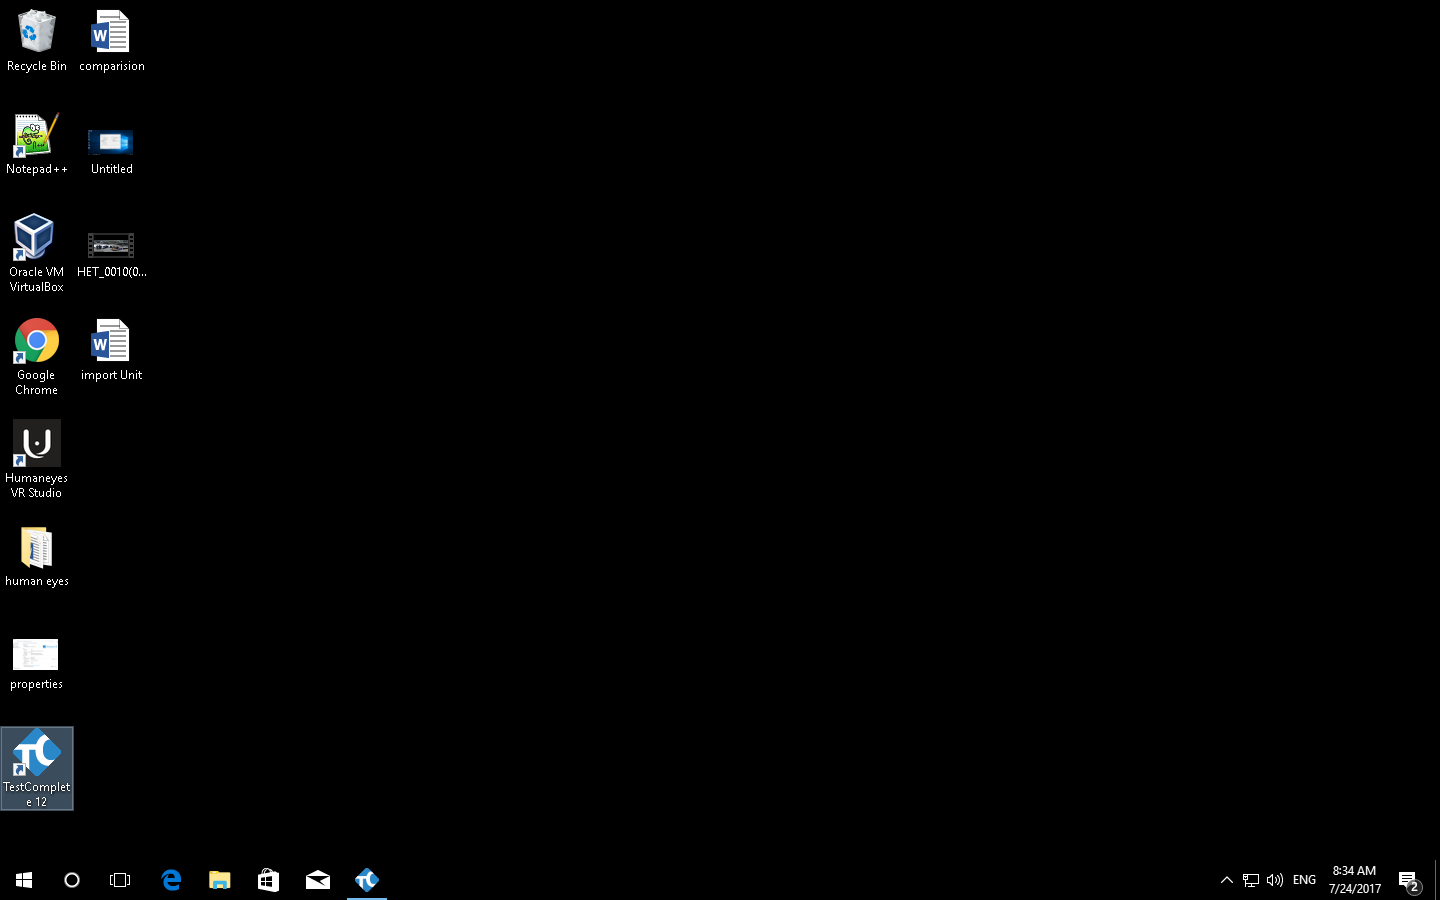 Recycle Bin
comparision
Notepad++
Untitled
Oracle VM
VirtualBox
HET_0010(0...
Google
Chrome
import Unit
Humaneyes
VR Studio
human eyes
properties
TestComplet
e 12
ENG
8:34 AM
7/24/2017
2